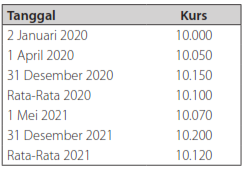 Tanggal Kurs
2 Januari 2020 10.000
1 April 2020 10.050
31 Desember 2020 10.150
Rata-Rata 2020 10.100
1 Mei 2021 10.070
31 Desember 2021 10.200
Rata-Rata 2021 10.120